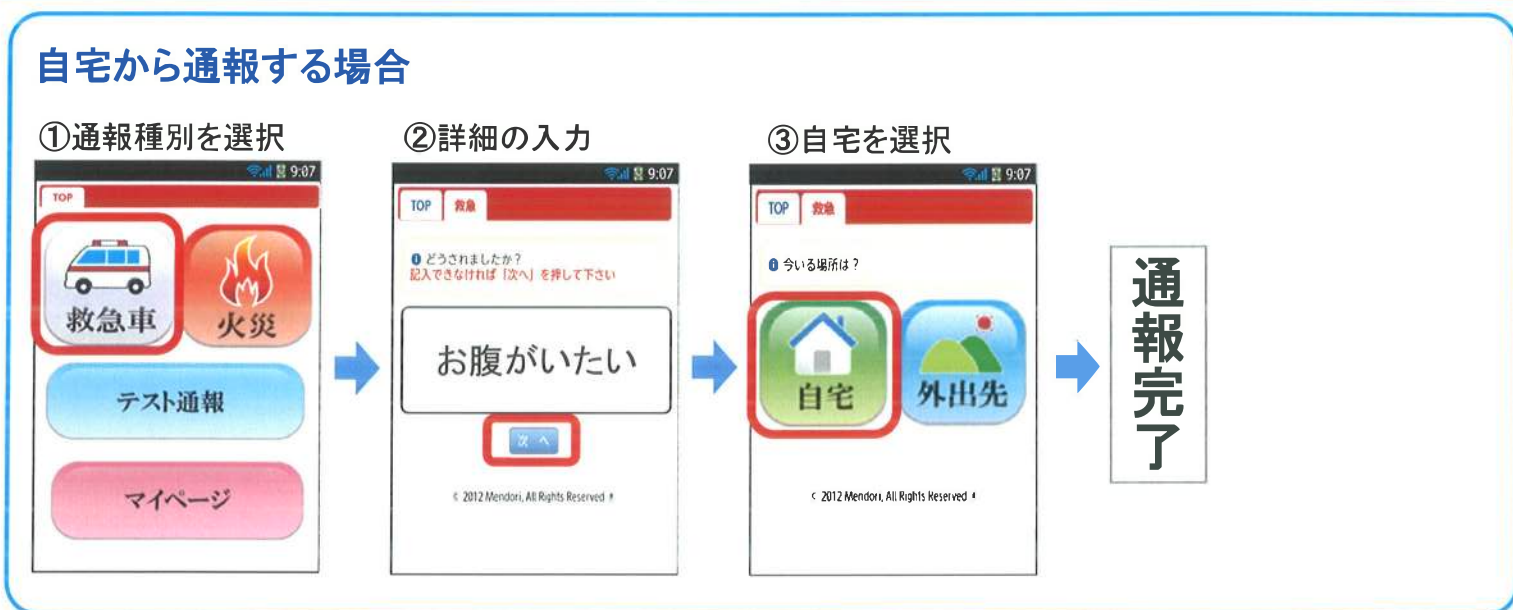 自宅から通報する場合
①通報種別を選択
9:07
TOP
救急車
火災
テスト通報
マイページ
②詳細の入力
9:07
TOP 救急
どうされましたか?
記入できなければ「次へ」を押して下さい
お腹がいたい
次 へ
2012 Mendori, All Rights Reserved
③自宅を選択
9:07
TOP 救急
今いる場所は?
自宅
外出先
2012 Mendori, All Rights Reserved
通報完了